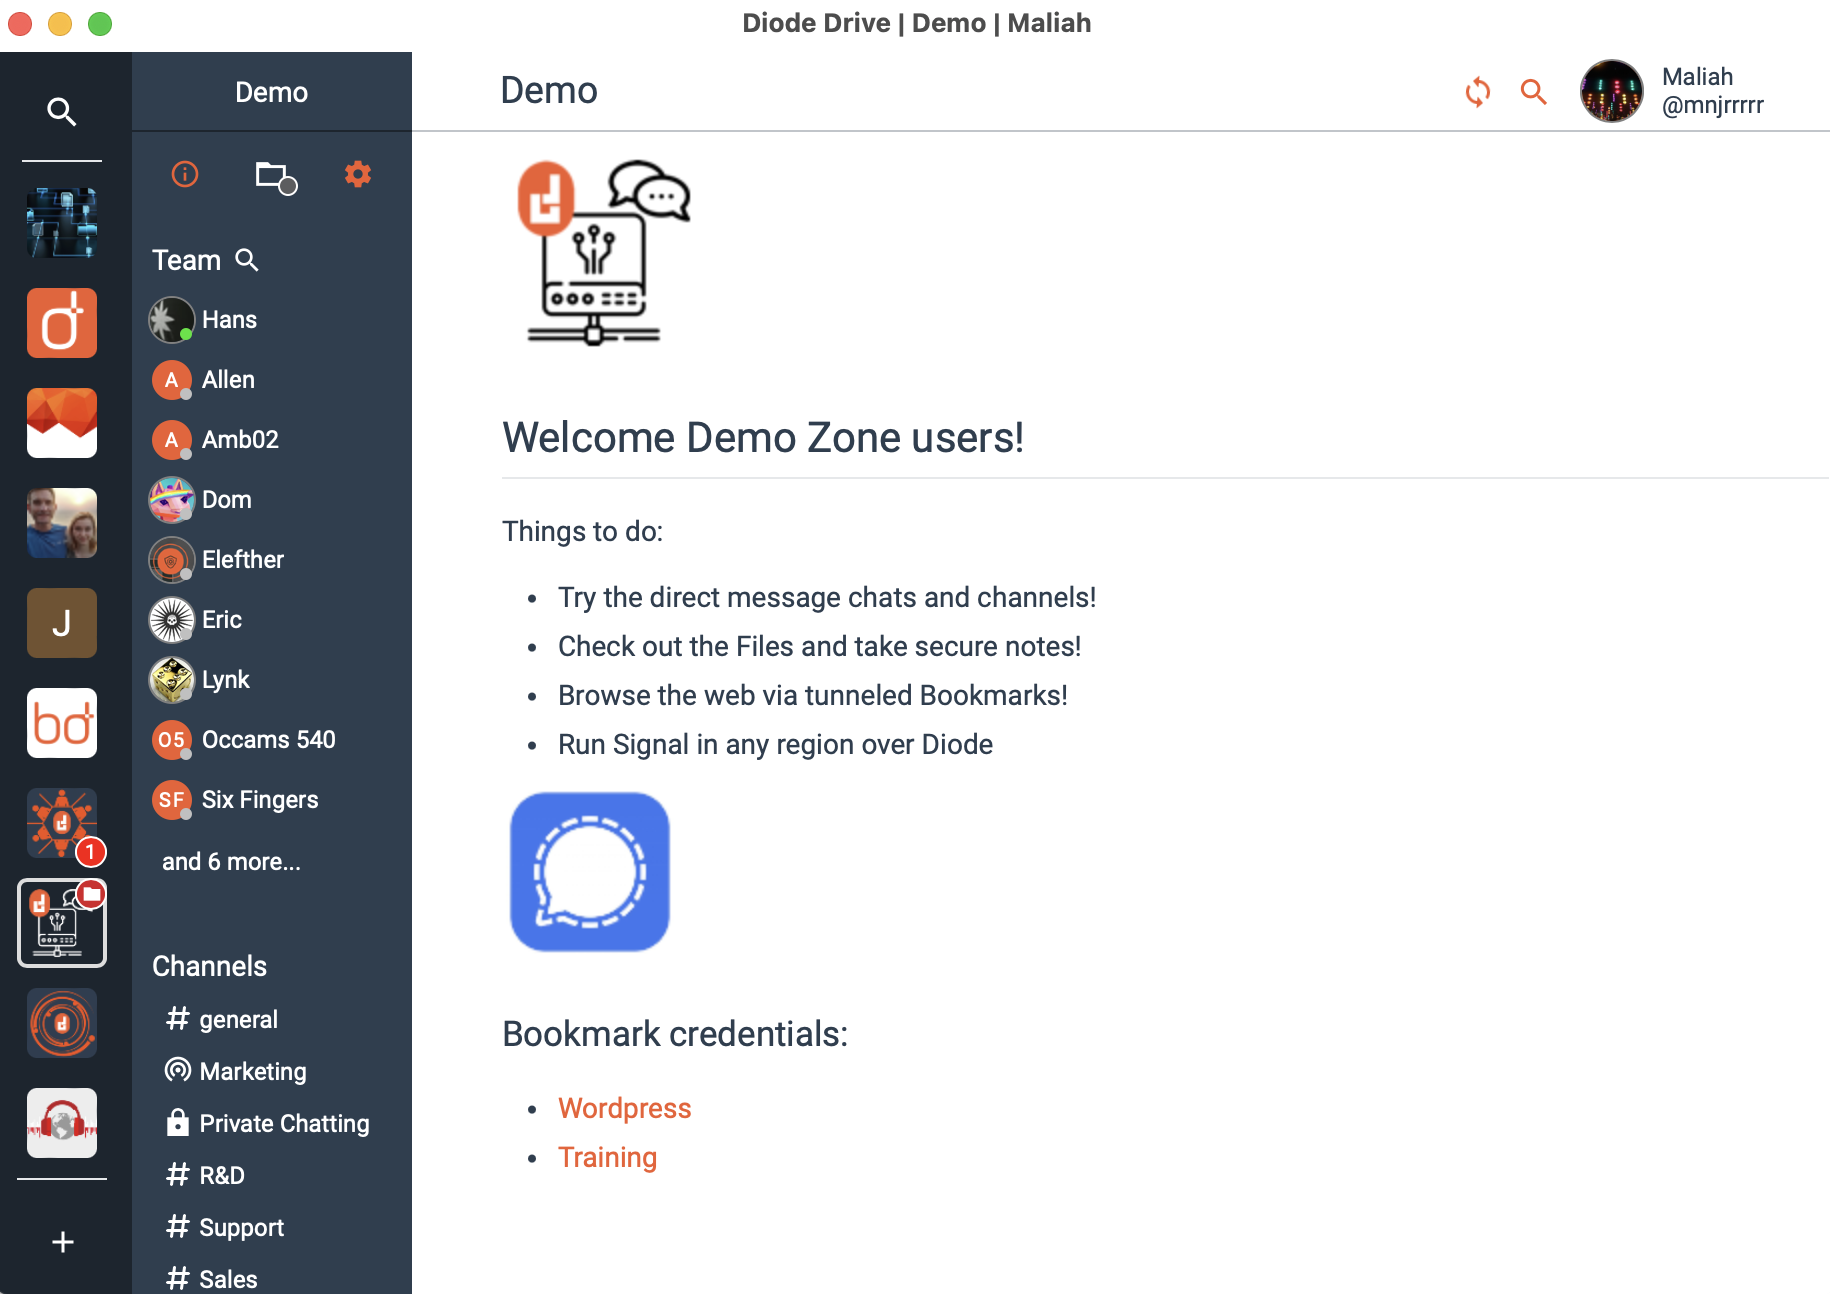 Diode Drive | Demo | Maliah
Demo
Demo
Maliah
@mnjrrrrr
Team
Hans
A Allen
A Amb02
Dom
Elefther
Eric
Lynk
O5 Occams 540
SF Six Fingers
and 6 more...
J
bd
1
Channels
# general
Marketing
Private Chatting
# R&D
# Support
# Sales
+
Welcome Demo Zone users!
Things to do:
• Try the direct message chats and channels!
• Check out the Files and take secure notes!
• Browse the web via tunneled Bookmarks!
• Run Signal in any region over Diode
Bookmark credentials:
• Wordpress
• Training